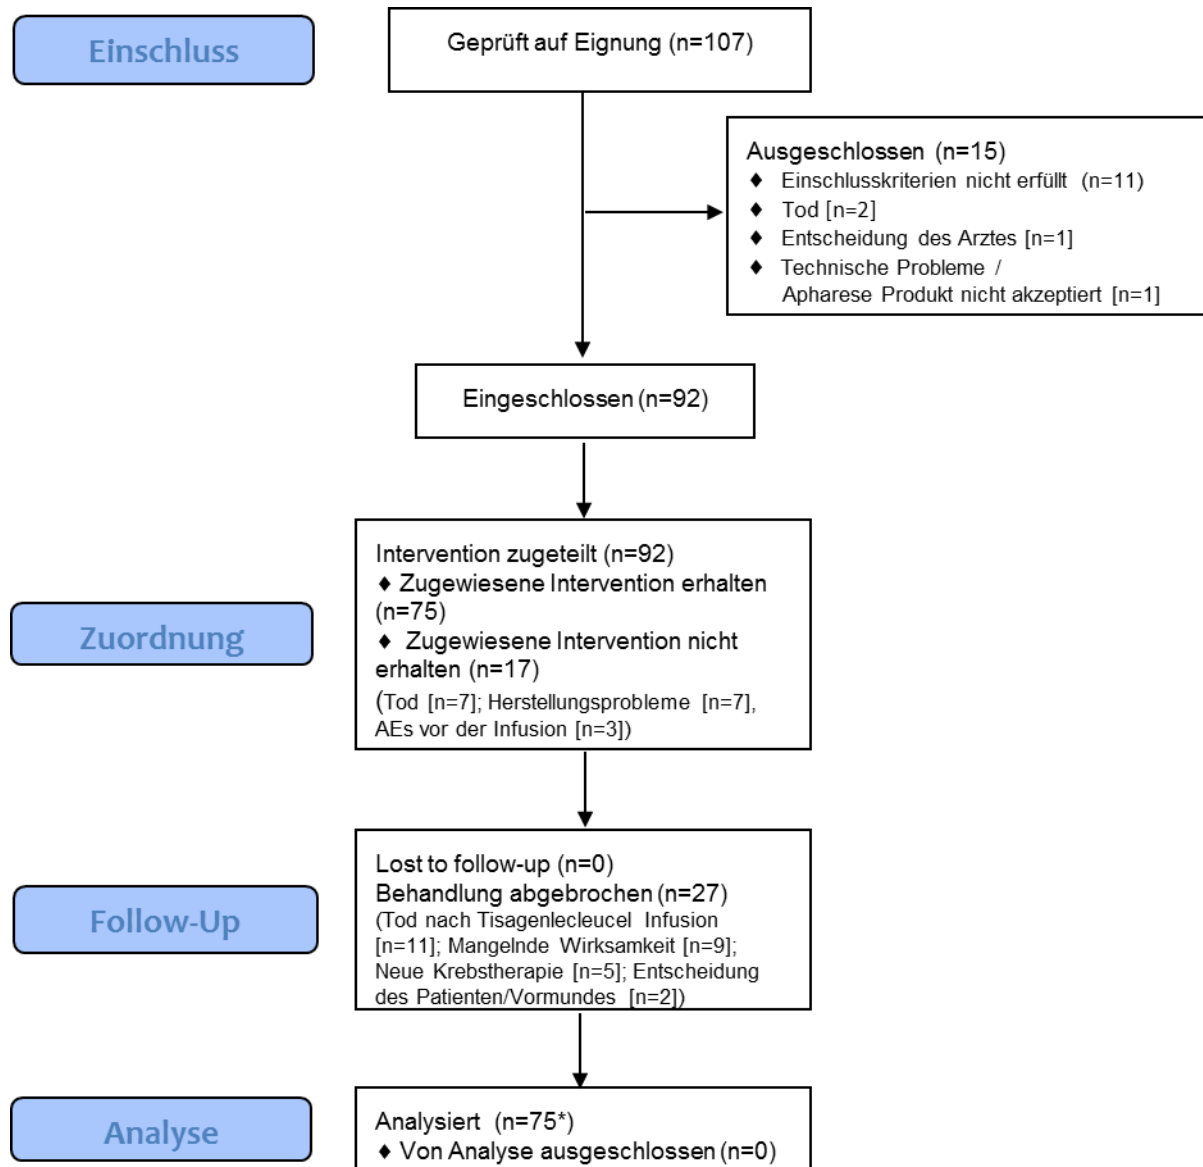 Einschluss
Geprüft auf Eignung (n=107)
Ausgeschlossen (n=15)
♦ Einschlusskriterien nicht erfüllt (n=11)
♦ Tod [n=2]
♦ Entscheidung des Arztes [n=1]
♦ Technische Probleme /
Apharese Produkt nicht akzeptiert [n=1]
Eingeschlossen (n=92)
Zuordnung
Intervention zugeteilt (n=92)
♦ Zugewiesene Intervention erhalten
(n=75)
♦ Zugewiesene Intervention nicht
erhalten (n=17)
(Tod [n=7]; Herstellungsprobleme [n=7],
AEs vor der Infusion [n=3])
Follow-Up
Lost to follow-up (n=0)
Behandlung abgebrochen (n=27)
(Tod nach Tisagenlecleucel Infusion
[n=11]; Mangelnde Wirksamkeit [n=9];
Neue Krebstherapie [n=5]; Entscheidung
des Patienten/Vormundes [n=2])
Analyse
Analysiert (n=75*)
♦ Von Analyse ausgeschlossen (n=0)